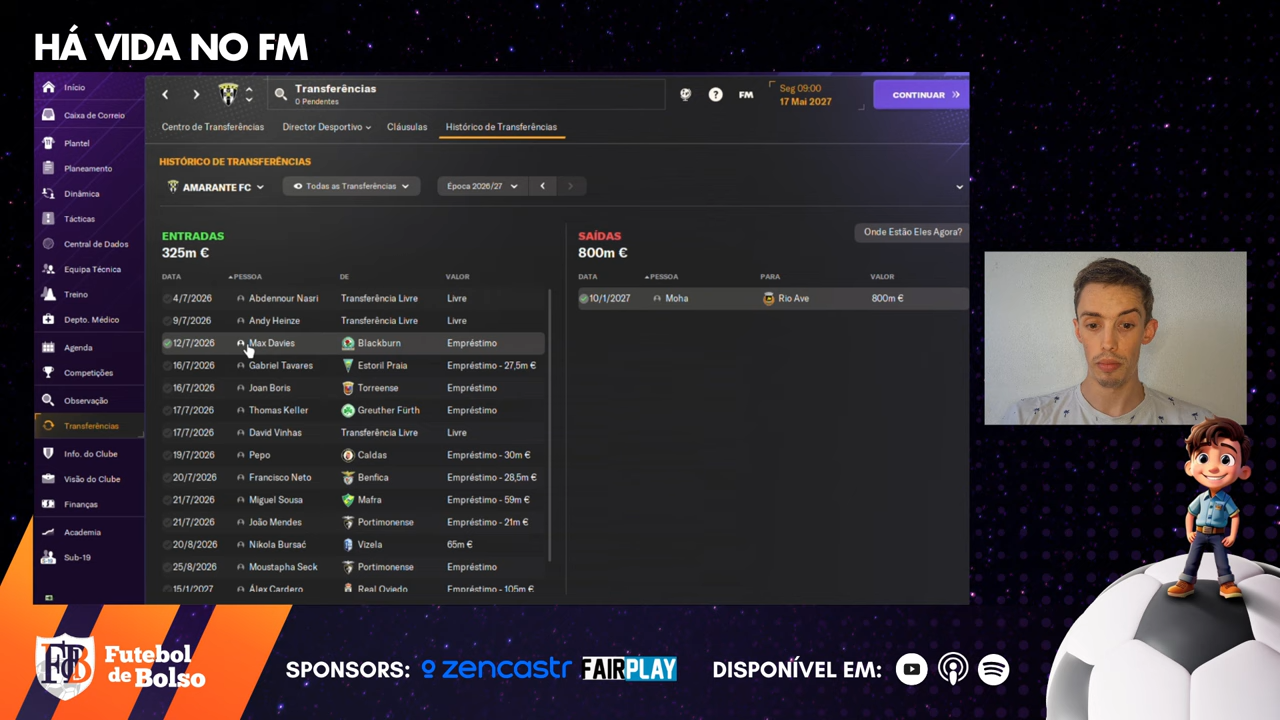 HÁ VIDA NO FM
Início
Caixa de Correio
Plantel
Planeamento
Dinâmica
Tácticas
Central de Dados
Equipa Técnica
Treino
Depto. Médico
Agenda
Competições
Observação
Transferências
Info. do Clube
Visão do Clube
Finanças
Academia
Sub-19
Transferências
0 Pendentes
FM
Seg 09:00
17 Mai 2027
CONTINUAR
Centro de Transferências Director Desportivo Cláusulas Histórico de Transferências
HISTÓRICO DE TRANSFERÊNCIAS
AMARANTE FC Todas as Transferências Época 2026/27
ENTRADAS
325m €
DATA PESSOA DE VALOR
4/7/2026 Abdennour Nasri Transferência Livre Livre
9/7/2026 Andy Heinze Transferência Livre Livre
12/7/2026 Max Davies Blackburn Empréstimo
16/7/2026 Gabriel Tavares Estoril Praia Empréstimo - 27,5m €
16/7/2026 Joan Boris Torreense Empréstimo
17/7/2026 Thomas Keller Greuther Fürth Empréstimo
17/7/2026 David Vinhas Transferência Livre Livre
19/7/2026 Pepo Caldas Empréstimo - 30m €
20/7/2026 Francisco Neto Benfica Empréstimo - 28,5m €
21/7/2026 Miguel Sousa Mafra Empréstimo - 59m €
21/7/2026 João Mendes Portimonense Empréstimo - 21m €
20/8/2026 Nikola Bursać Vizela 65m €
25/8/2026 Moustapha Seck Portimonense Empréstimo
15/1/2027 Álex Cardero Real Oviedo Empréstimo - 105m €
SAÍDAS
800m €
Onde Estão Eles Agora?
DATA PESSOA PARA VALOR
10/1/2027 Moha Rio Ave 800m €
Futebol
de Bolso
SPONSORS: zencastr FAIRPLAY DISPONÍVEL EM: